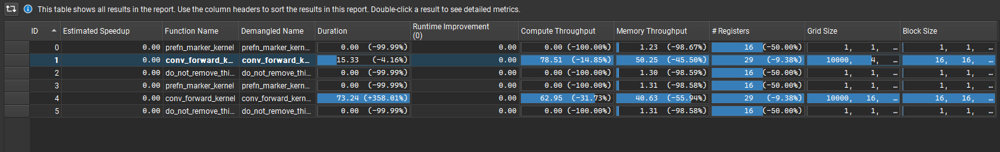 This table shows all results in the report. Use the column headers to sort the results in this report. Double-click a result to see detailed metrics.
ID Estimated Speedup Function Name Demangled Name Duration Runtime Improvement (0) Compute Throughput Memory Throughput # Registers Grid Size Block Size
0 0.00 prefn_marker_kernel prefn_marker_kern... 0.00 (-99.99%) 0.00 0.00 (-100.00%) 1.23 (-98.67%) 16 (-50.00%) 1, 1, … 1, 1, …
1 0.00 conv_forward_k... conv_forward_k... 15.33 (-4.16%) 0.00 78.51 (-14.85%) 50.25 (-45.50%) 29 (-9.38%) 10000, 4, … 16, 16, …
2 0.00 do_not_remove_thi... do_not_remove_thi... 0.00 (-99.99%) 0.00 0.00 (-100.00%) 1.30 (-98.59%) 16 (-50.00%) 1, 1, … 1, 1, …
3 0.00 prefn_marker_kernel prefn_marker_kern... 0.00 (-99.99%) 0.00 0.00 (-100.00%) 1.31 (-98.58%) 16 (-50.00%) 1, 1, … 1, 1, …
4 0.00 conv_forward_kernel conv_forward_kern... 73.24 (+358.01%) 0.00 62.95 (-31.73%) 40.63 (-55.94%) 29 (-9.38%) 10000, 16, … 16, 16, …
5 0.00 do_not_remove_thi... do_not_remove_thi... 0.00 (-99.99%) 0.00 0.00 (-100.00%) 1.31 (-98.58%) 16 (-50.00%) 1, 1, … 1, 1, …